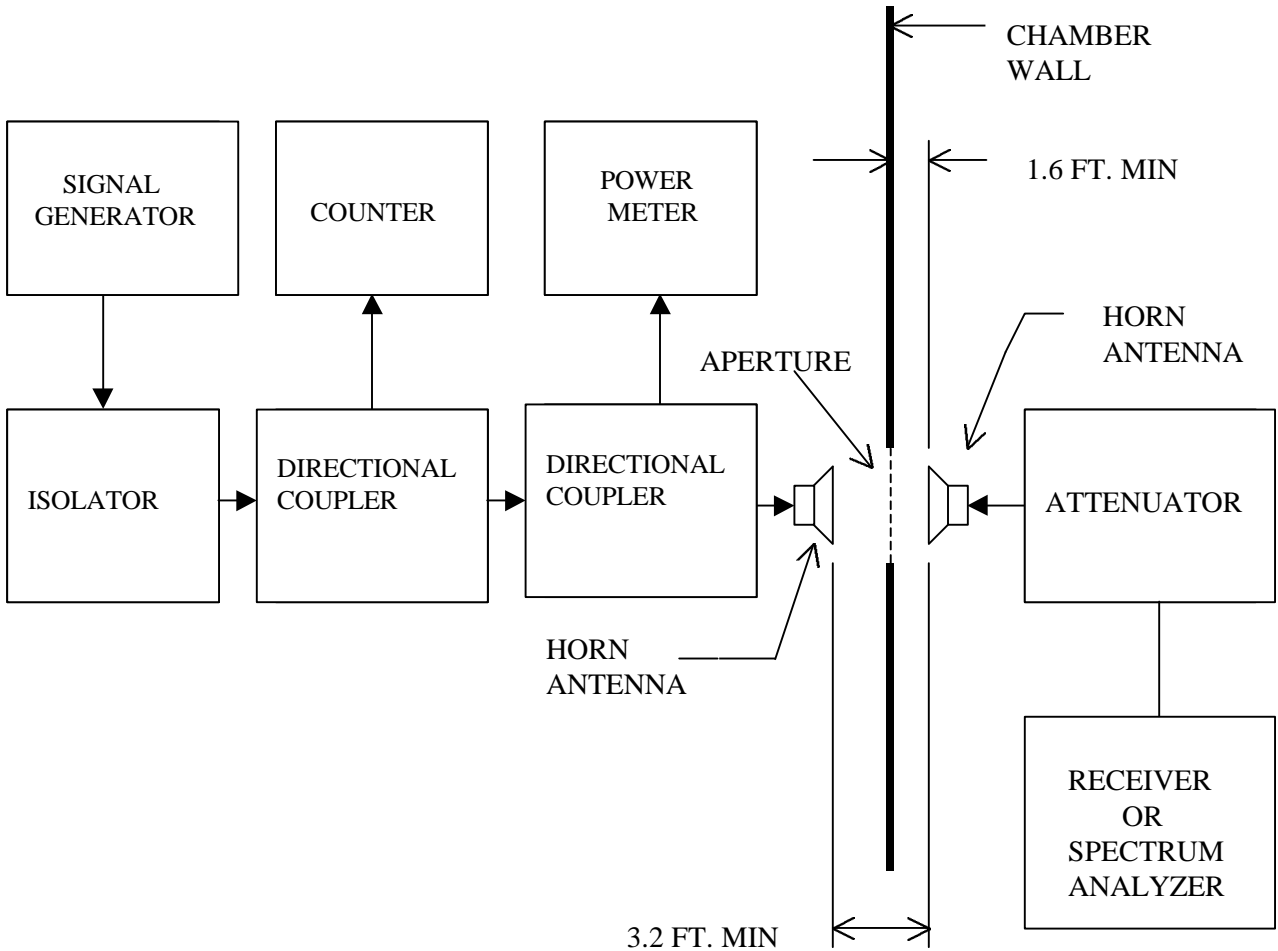 CHAMBER
WALL
1.6 FT. MIN
SIGNAL
GENERATOR
COUNTER
POWER
METER
HORN
ANTENNA
APERTURE
ISOLATOR
DIRECTIONAL
COUPLER
DIRECTIONAL
COUPLER
ATTENUATOR
HORN
ANTENNA
RECEIVER
OR
SPECTRUM
ANALYZER
3.2 FT. MIN